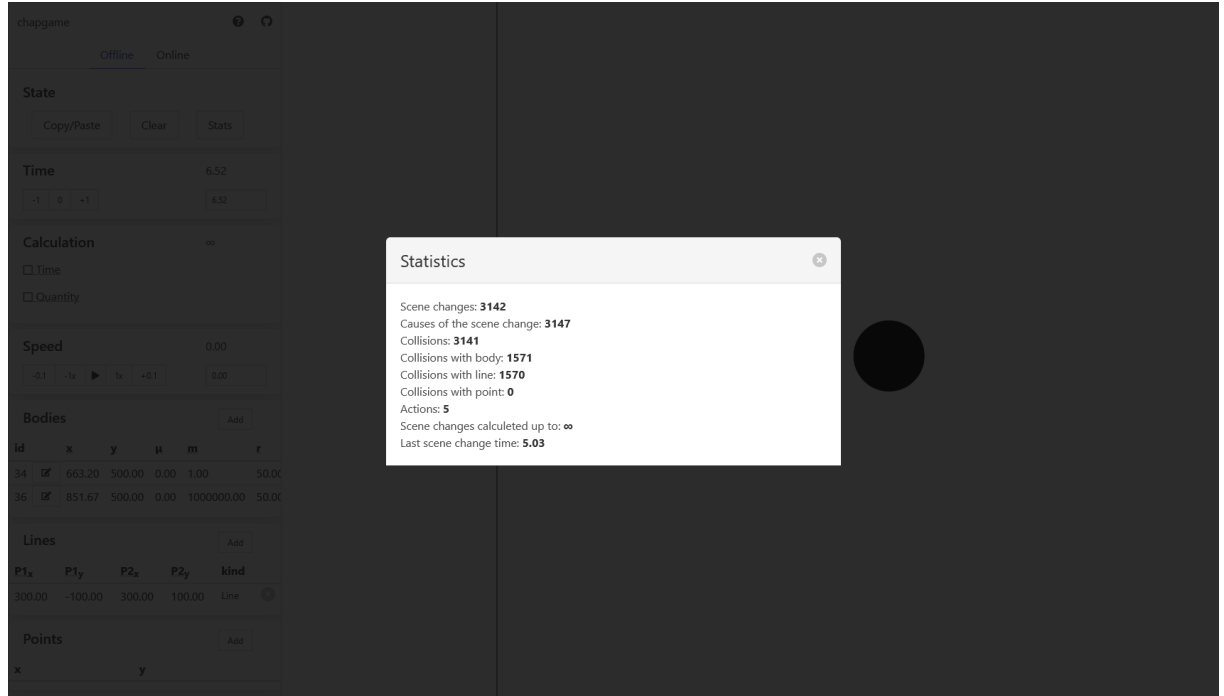 chapgame
Offline Online
State
Copy/Paste Clear Stats
Time 6.52
-1 0 +1 6.52
Calculation ∞
Time
Quantity
Speed 0.00
-0.1 -1x 1x +0.1 0.00
Bodies Add
id x y μ m r
34 663.20 500.00 0.00 1.00 50.00
36 851.67 500.00 0.00 1000000.00 50.00
Lines Add
P1x P1y P2x P2y kind
300.00 -100.00 300.00 100.00 Line
Points Add
x y
Statistics
Scene changes: 3142
Causes of the scene change: 3147
Collisions: 3141
Collisions with body: 1571
Collisions with line: 1570
Collisions with point: 0
Actions: 5
Scene changes calculeted up to: ∞
Last scene change time: 5.03